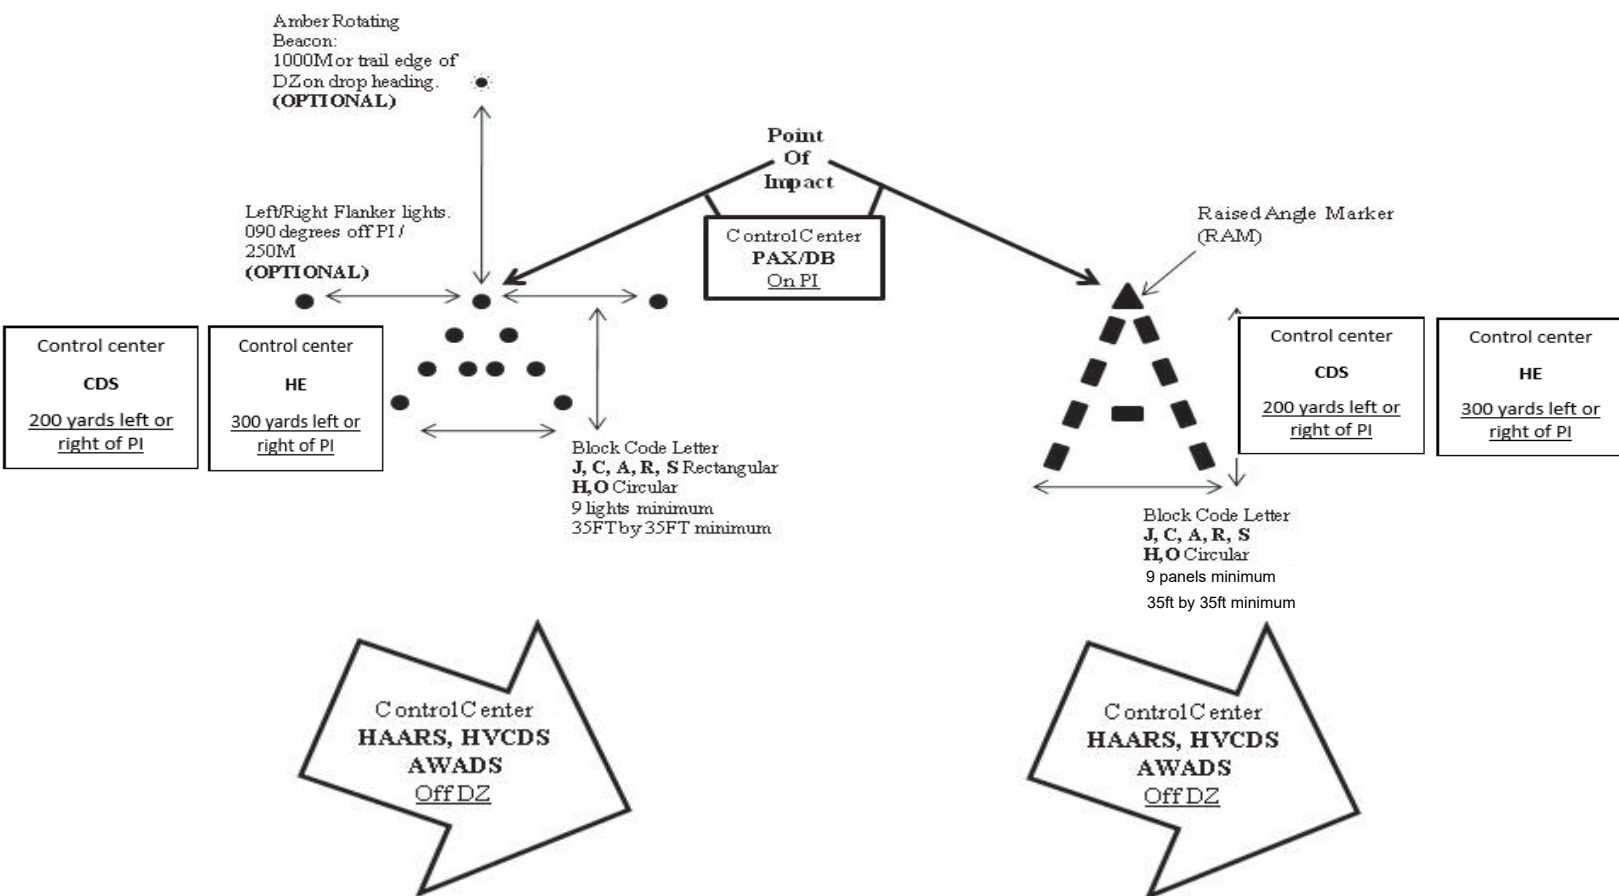 Amber Rotating
Beacon:
1000M or trail edge of
DZ on drop heading.
(OPTIONAL)
Point
Of
Impact
Left/Right Flanker lights.
090 degrees off PI /
250M
(OPTIONAL)
Control Center
PAX/DB
On PI
Raised Angle Marker
(RAM)
Control center
CDS
200 yards left or
right of PI
Control center
HE
300 yards left or
right of PI
Control center
CDS
200 yards left or
right of PI
Control center
HE
300 yards left or
right of PI
Block Code Letter
J, C, A, R, S Rectangular
H,O Circular
9 lights minimum
35FT by 35FT minimum
Block Code Letter
J, C, A, R, S
H,O Circular
9 panels minimum
35ft by 35ft minimum
Control Center
HAARS, HVCDS
AWADS
Off DZ
Control Center
HAARS, HVCDS
AWADS
Off DZ